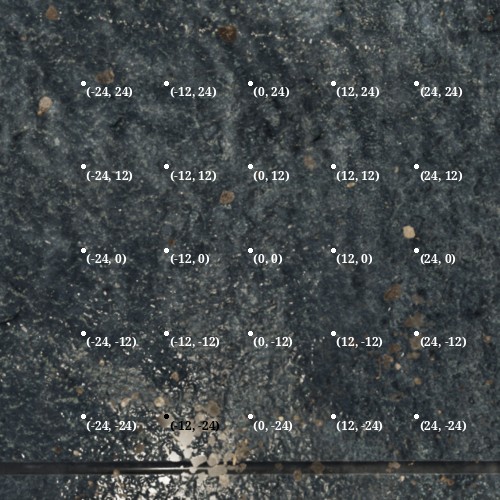 (-24, 24) (-12, 24) (0, 24) (12, 24) (24, 24)
(-24, 12) (-12, 12) (0, 12) (12, 12) (24, 12)
(-24, 0) (-12, 0) (0, 0) (12, 0) (24, 0)
(-24, -12) (-12, -12) (0, -12) (12, -12) (24, -12)
(-24, -24) (-12, -24) (0, -24) (12, -24) (24, -24)